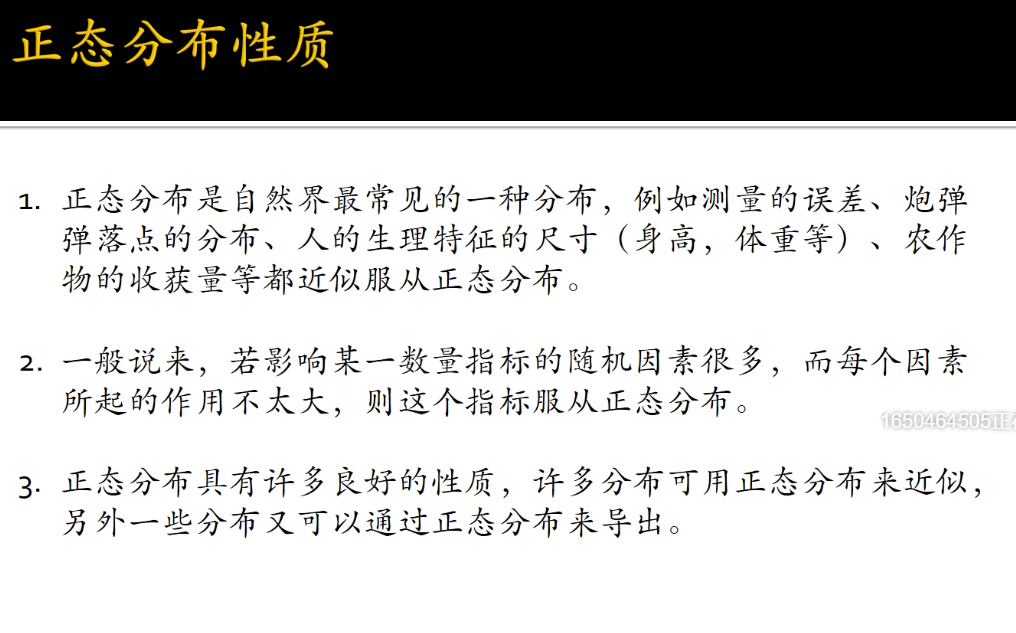 正态分布性质
1. 正态分布是自然界最常见的一种分布，例如测量的误差、炮弹
弹落点的分布、人的生理特征的尺寸（身高，体重等）、农作
物的收获量等都近似服从正态分布。
2. 一般说来，若影响某一数量指标的随机因素很多，而每个因素
所起的作用不太大，则这个指标服从正态分布。
1650464505正在
3. 正态分布具有许多良好的性质，许多分布可用正态分布来近似，
另外一些分布又可以通过正态分布来导出。